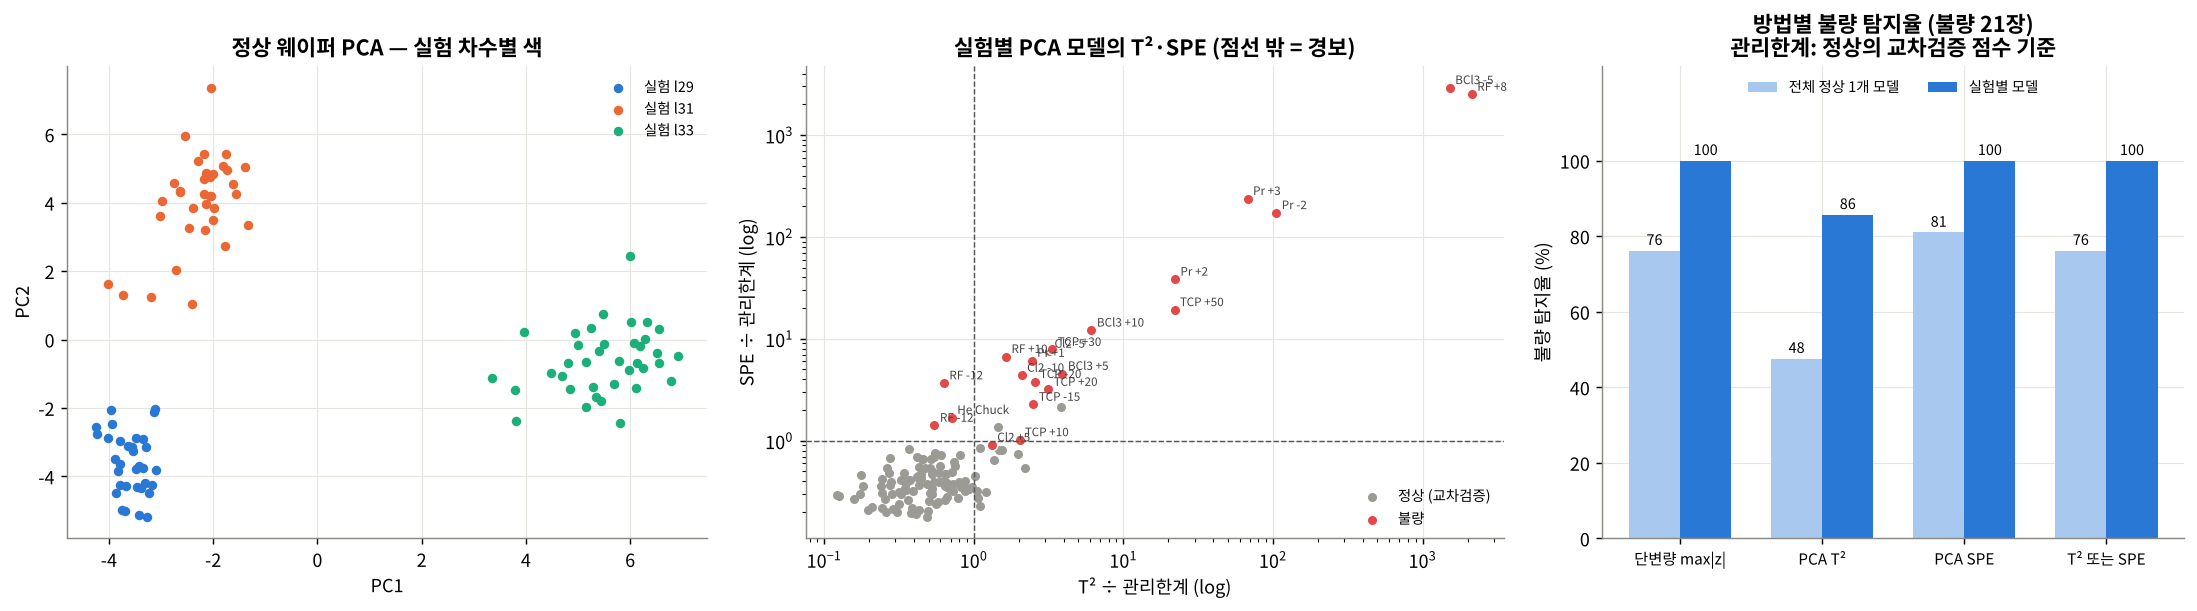 정상 웨이퍼 PCA — 실험 차수별 색
실험 l29
실험 l31
실험 l33
6
4
2
0
-2
-4
PC2
-4
-2
0
2
4
6
PC1
실험별 PCA 모델의 T²·SPE (점선 밖 = 경보)
BCl3 -5
RF +8
Pr +3
Pr -2
Pr +2
TCP +50
BCl3 +10
TCP +30
RF +10
Pr +1
BCl3 +5
Cl2 -10
TCP +20
RF -12
TCP -15
He Chuck
RF -12
TCP +10
Cl2 +5
정상 (교차검증)
불량
10³
10²
10¹
10⁰
SPE ÷ 관리한계 (log)
10⁻¹
10⁰
10¹
10²
10³
T² ÷ 관리한계 (log)
방법별 불량 탐지율 (불량 21장)
관리한계: 정상의 교차검증 점수 기준
전체 정상 1개 모델
실험별 모델
100
80
60
40
20
0
불량 탐지율 (%)
76
100
48
86
81
100
76
100
단변량 max|z|
PCA T²
PCA SPE
T² 또는 SPE